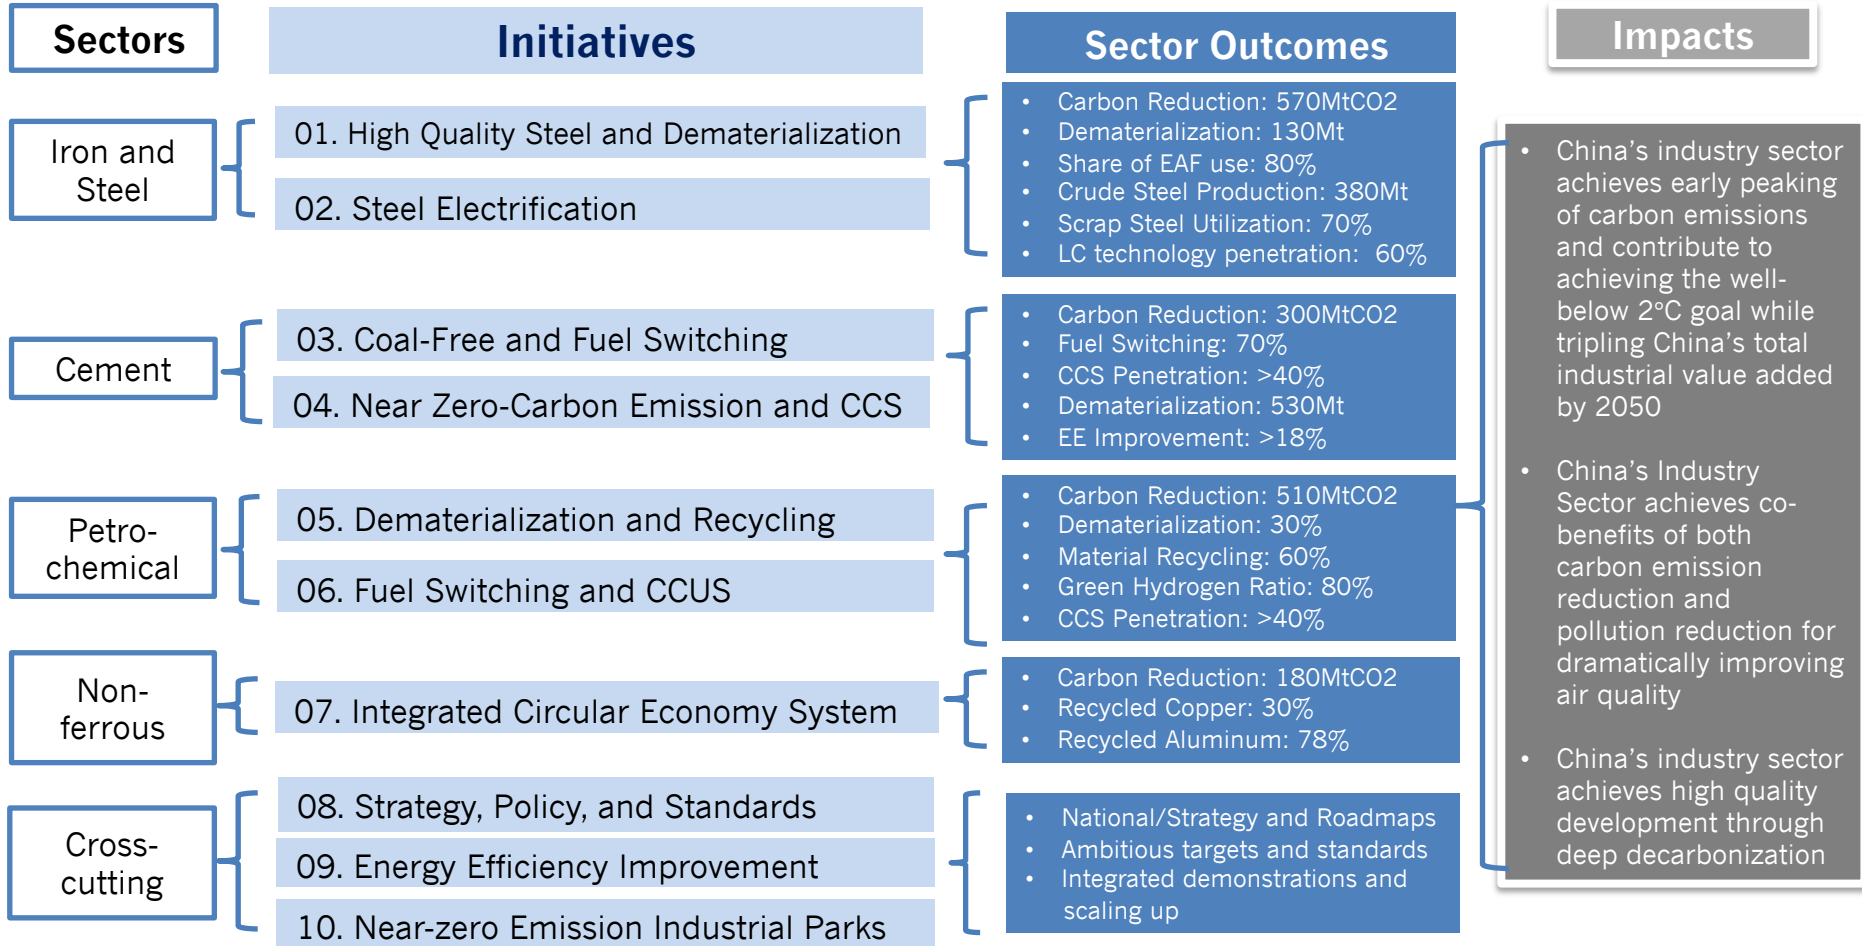 Sectors
Initiatives
Sector Outcomes
Impacts
Iron and
Steel
01. High Quality Steel and Dematerialization
02. Steel Electrification
• Carbon Reduction: 570MtCO2
• Dematerialization: 130Mt
• Share of EAF use: 80%
• Crude Steel Production: 380Mt
• Scrap Steel Utilization: 70%
• LC technology penetration: 60%
Cement
03. Coal-Free and Fuel Switching
04. Near Zero-Carbon Emission and CCS
• Carbon Reduction: 300MtCO2
• Fuel Switching: 70%
• CCS Penetration: >40%
• Dematerialization: 530Mt
• EE Improvement: >18%
Petro-
chemical
05. Dematerialization and Recycling
06. Fuel Switching and CCUS
• Carbon Reduction: 510MtCO2
• Dematerialization: 30%
• Material Recycling: 60%
• Green Hydrogen Ratio: 80%
• CCS Penetration: >40%
Non-
ferrous
07. Integrated Circular Economy System
• Carbon Reduction: 180MtCO2
• Recycled Copper: 30%
• Recycled Aluminum: 78%
Cross-
cutting
08. Strategy, Policy, and Standards
09. Energy Efficiency Improvement
10. Near-zero Emission Industrial Parks
• National/Strategy and Roadmaps
• Ambitious targets and standards
• Integrated demonstrations and
scaling up
• China's industry sector
achieves early peaking
of carbon emissions
and contribute to
achieving the well-
below 2°C goal while
tripling China's total
industrial value added
by 2050
• China's Industry
Sector achieves co-
benefits of both
carbon emission
reduction and
pollution reduction for
dramatically improving
air quality
• China's industry sector
achieves high quality
development through
deep decarbonization